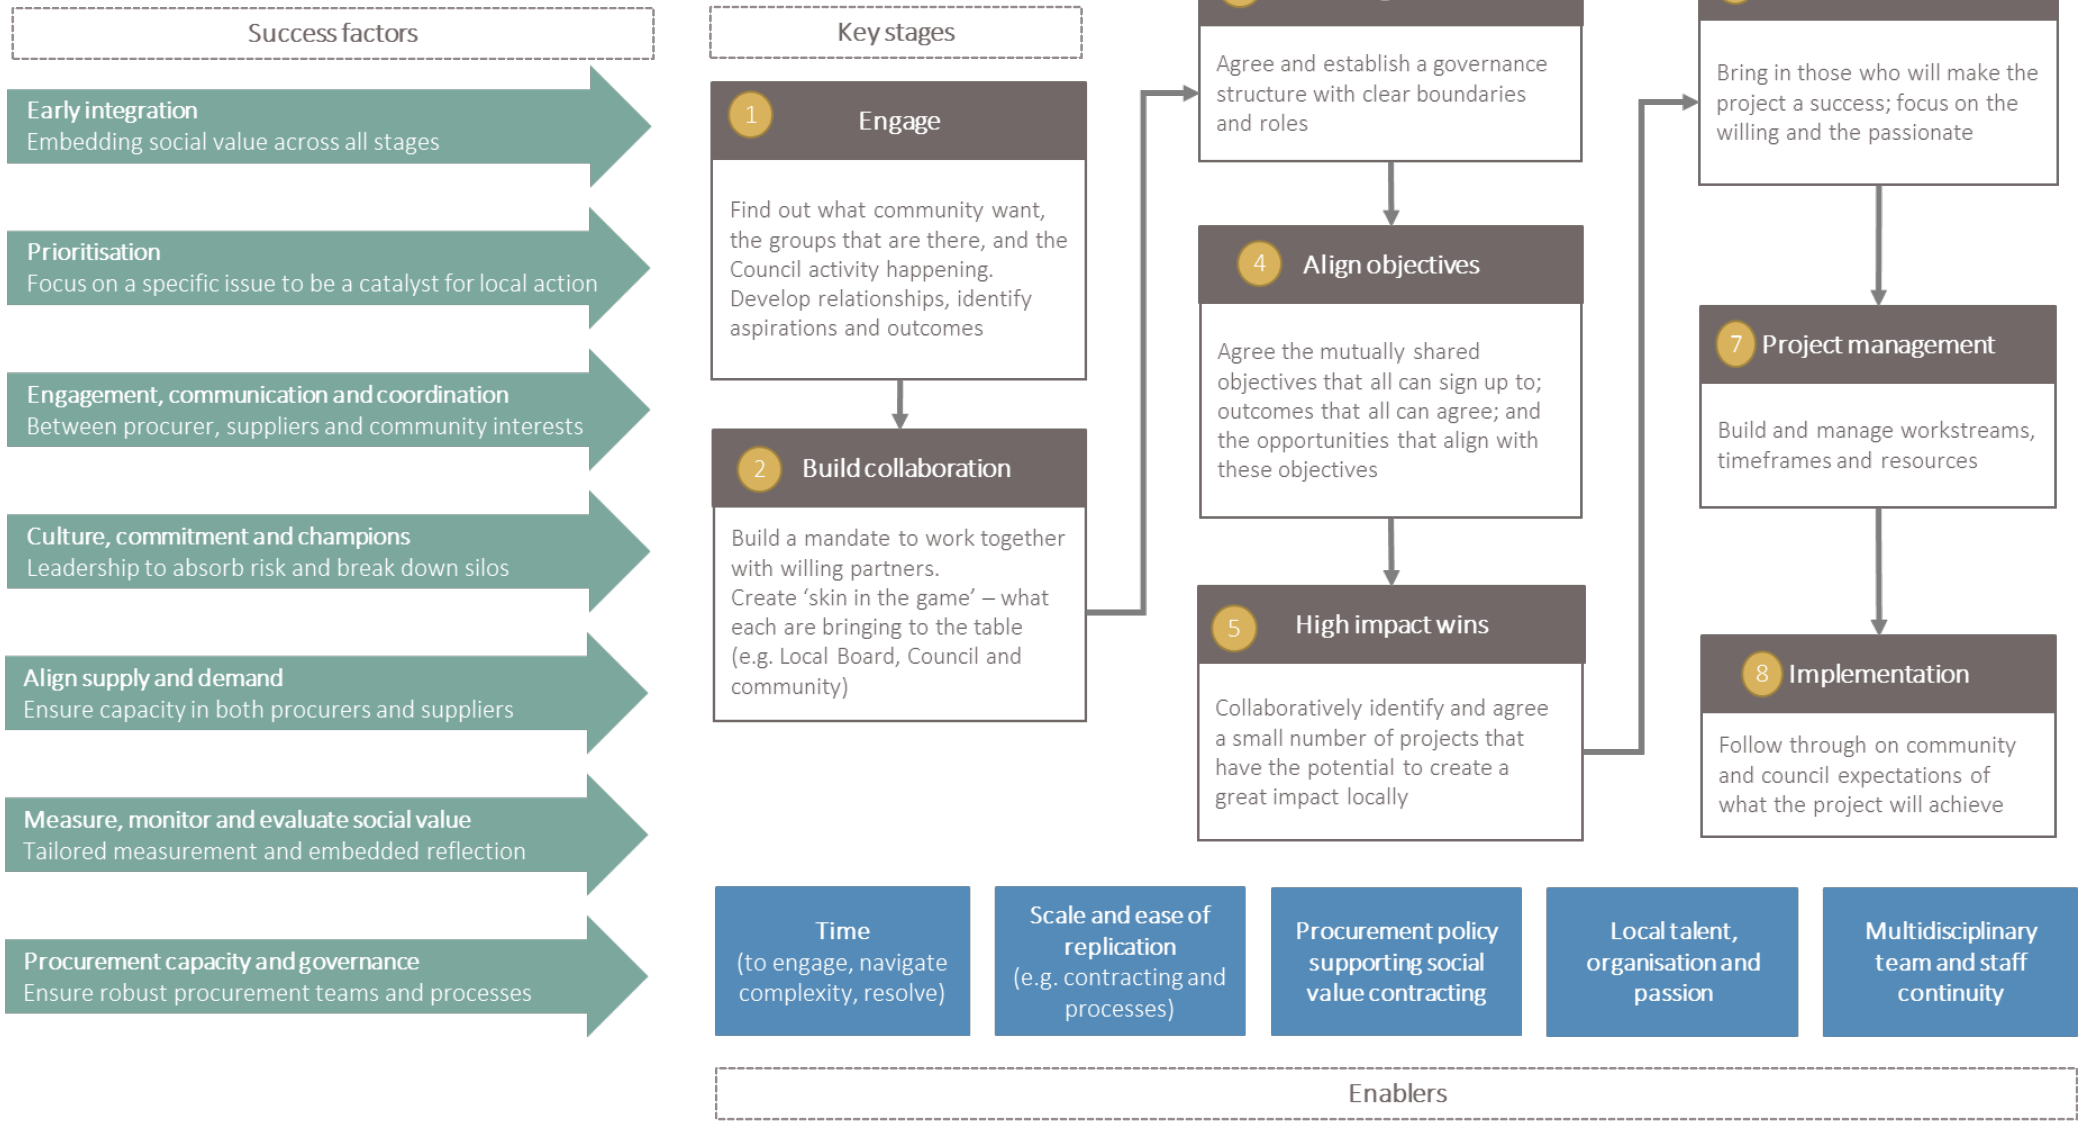 Success factors
Early integration
Embedding social value across all stages
Prioritisation
Focus on a specific issue to be a catalyst for local action
Engagement, communication and coordination
Between procurer, suppliers and community interests
Culture, commitment and champions
Leadership to absorb risk and break down silos
Align supply and demand
Ensure capacity in both procurers and suppliers
Measure, monitor and evaluate social value
Tailored measurement and embedded reflection
Procurement capacity and governance
Ensure robust procurement teams and processes
Key stages
1 Engage
Find out what community want,
the groups that are there, and the
Council activity happening.
Develop relationships, identify
aspirations and outcomes
2 Build collaboration
Build a mandate to work together
with willing partners.
Create ‘skin in the game’ – what
each are bringing to the table
(e.g. Local Board, Council and
community)
Agree and establish a governance
structure with clear boundaries
and roles
4 Align objectives
Agree the mutually shared
objectives that all can sign up to;
outcomes that all can agree; and
the opportunities that align with
these objectives
5 High impact wins
Collaboratively identify and agree
a small number of projects that
have the potential to create a
great impact locally
Bring in those who will make the
project a success; focus on the
willing and the passionate
7 Project management
Build and manage workstreams,
timeframes and resources
8 Implementation
Follow through on community
and council expectations of
what the project will achieve
Time
(to engage, navigate
complexity, resolve)
Scale and ease of
replication
(e.g. contracting and
processes)
Procurement policy
supporting social
value contracting
Local talent,
organisation and
passion
Multidisciplinary
team and staff
continuity
Enablers